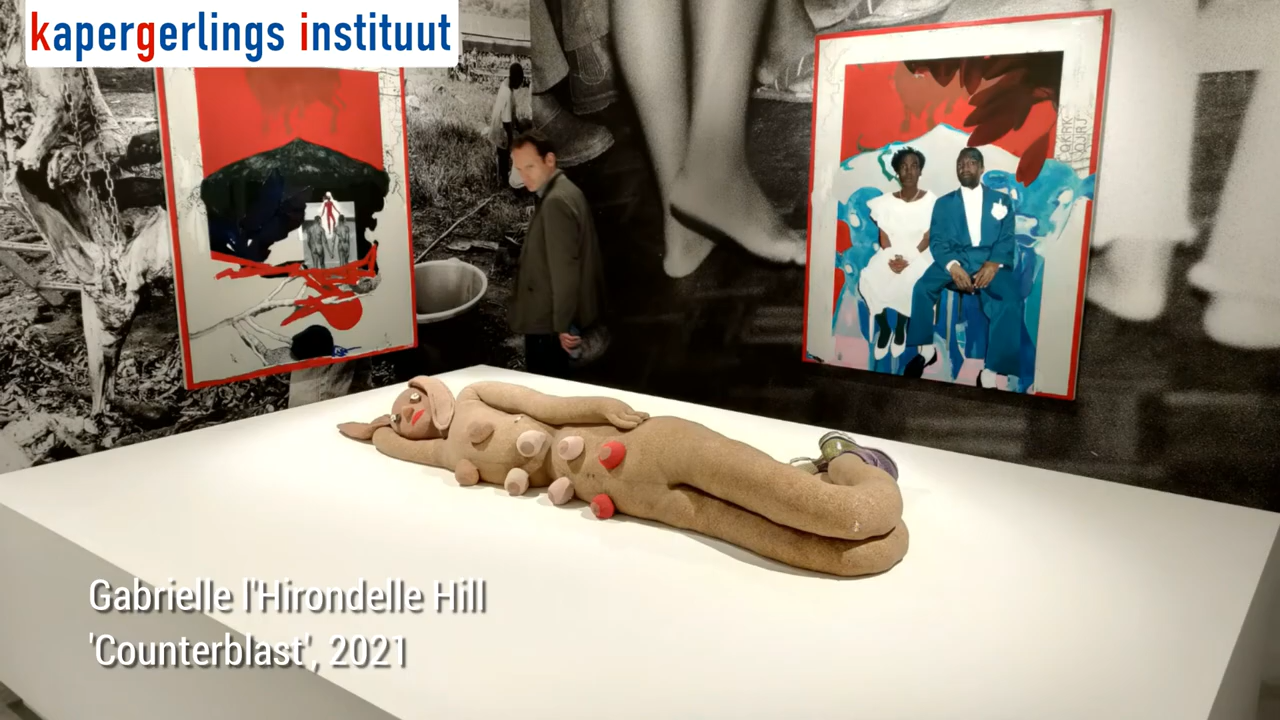 kapergerlings instituut
Gabrielle l'Hirondelle Hill
'Counterblast', 2021